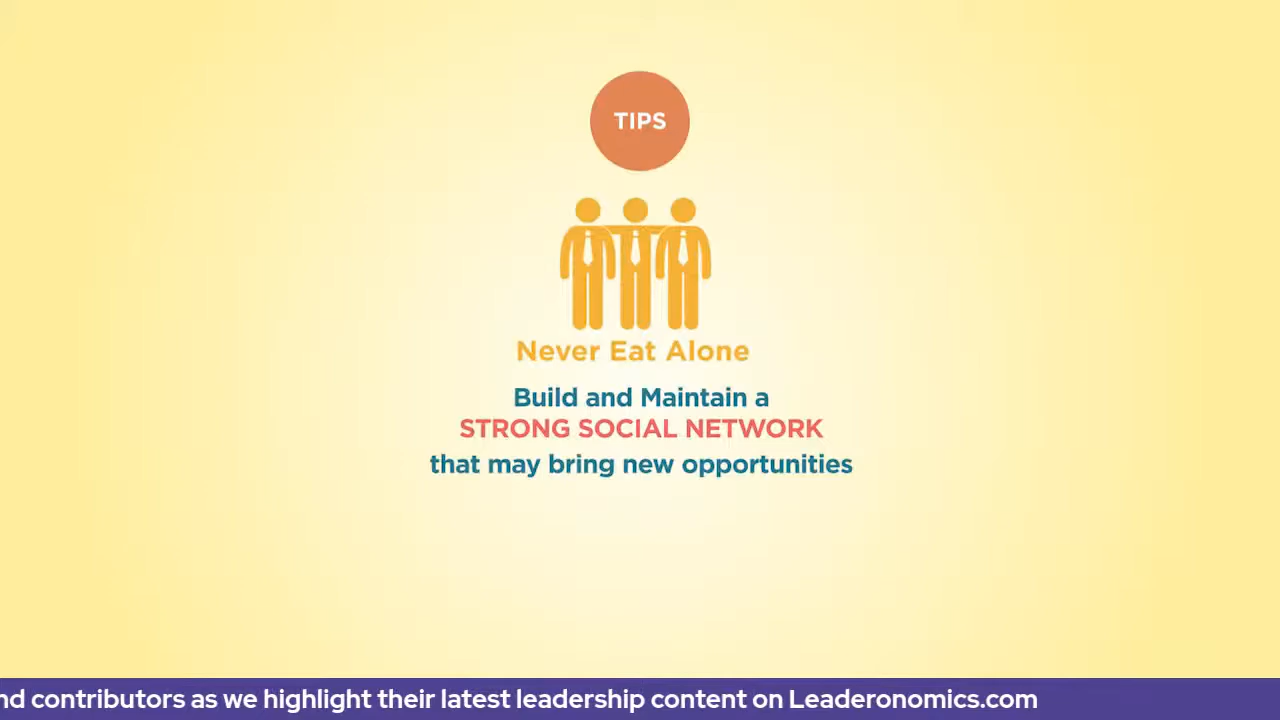 TIPS
Never Eat Alone
Build and Maintain a
STRONG SOCIAL NETWORK
that may bring new opportunities
contributors as we highlight their latest leadership content on Leaderonomics.com